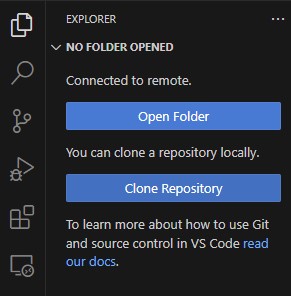 EXPLORER
NO FOLDER OPENED
Connected to remote.
Open Folder
You can clone a repository locally.
Clone Repository
To learn more about how to use Git
and source control in VS Code read
our docs.